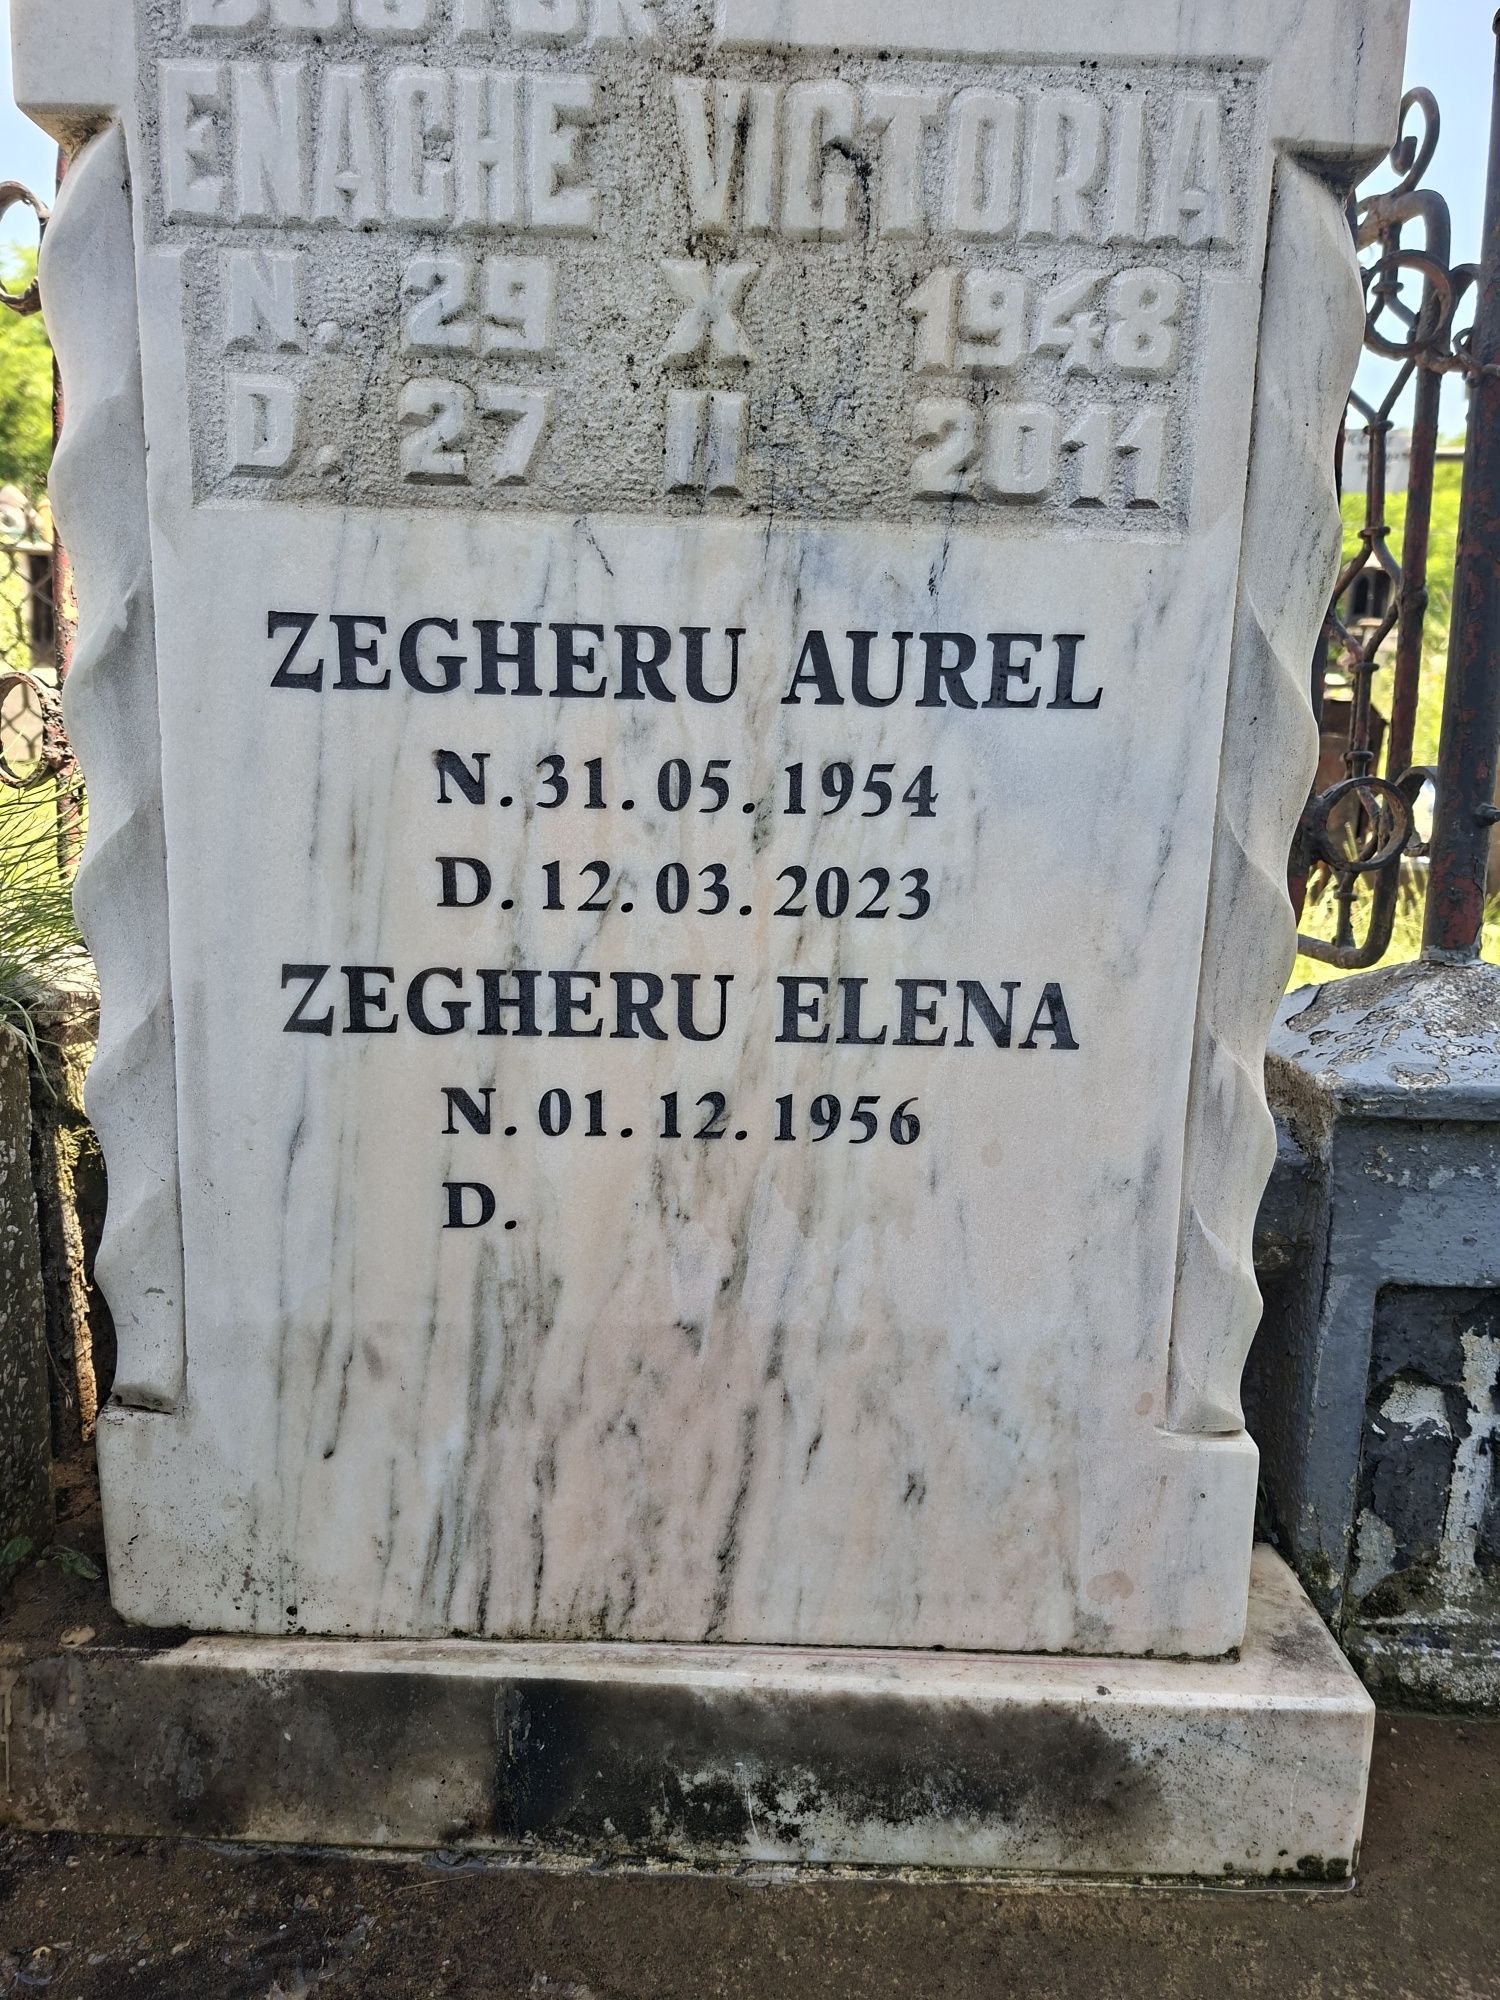 DOCTOR
ENACHE VICTORIA
N. 29 X 1948
D. 27 II 2011
ZEGHERU AUREL
N. 31. 05. 1954
D. 12. 03. 2023
ZEGHERU ELENA
N. 01. 12. 1956
D.